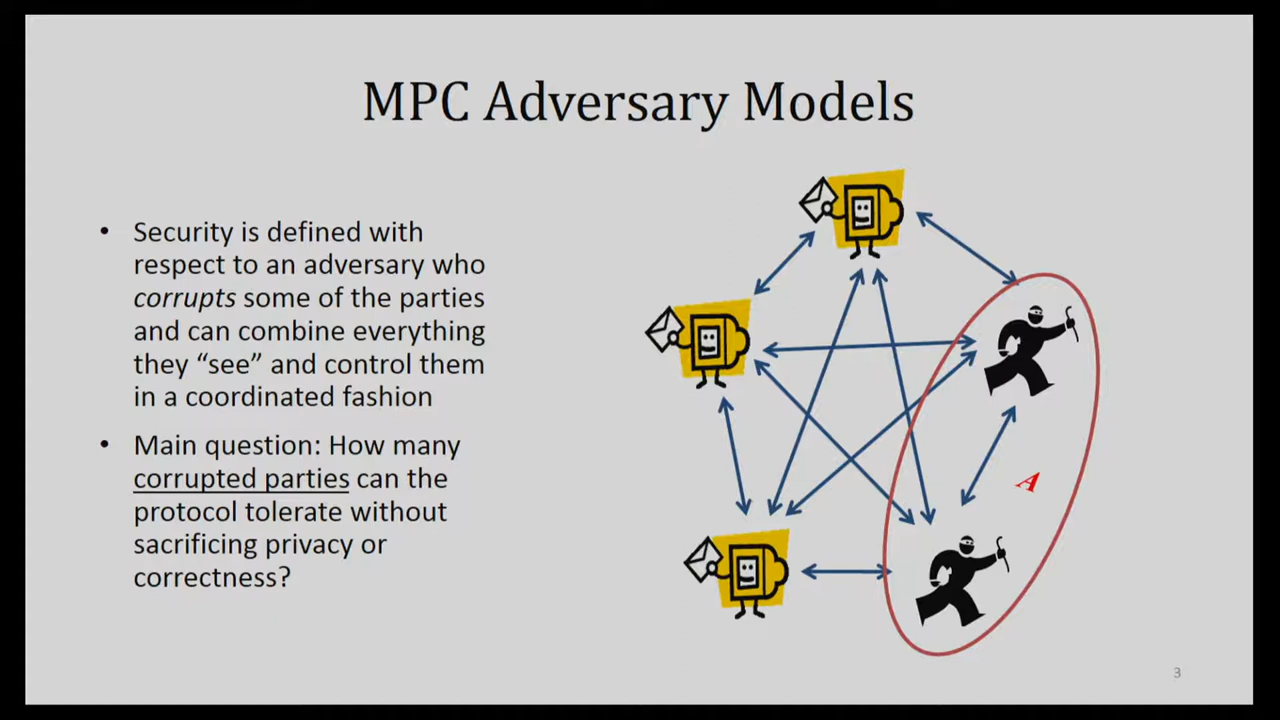 MPC Adversary Models
• Security is defined with
respect to an adversary who
corrupts some of the parties
and can combine everything
they “see” and control them
in a coordinated fashion
• Main question: How many
corrupted parties can the
protocol tolerate without
sacrificing privacy or
correctness?
A
3